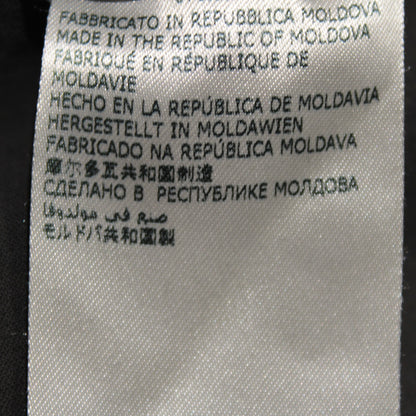 FABBRICATO IN REPUBBLICA MOLDOVA
MADE IN THE REPUBLIC OF MOLDOVA
FABRIQUÉ EN RÉPUBLIQUE DE
MOLDAVIE
HECHO EN LA REPÚBLICA DE MOLDAVIA
HERGESTELLT IN MOLDAWIEN
FABRICADO NA REPÚBLICA MOLDAVA
摩尔多瓦共和国制造
СДЕЛАНО В РЕСПУБЛИКЕ МОЛДОВА
صنع في مولدوفا
モルドバ共和国製